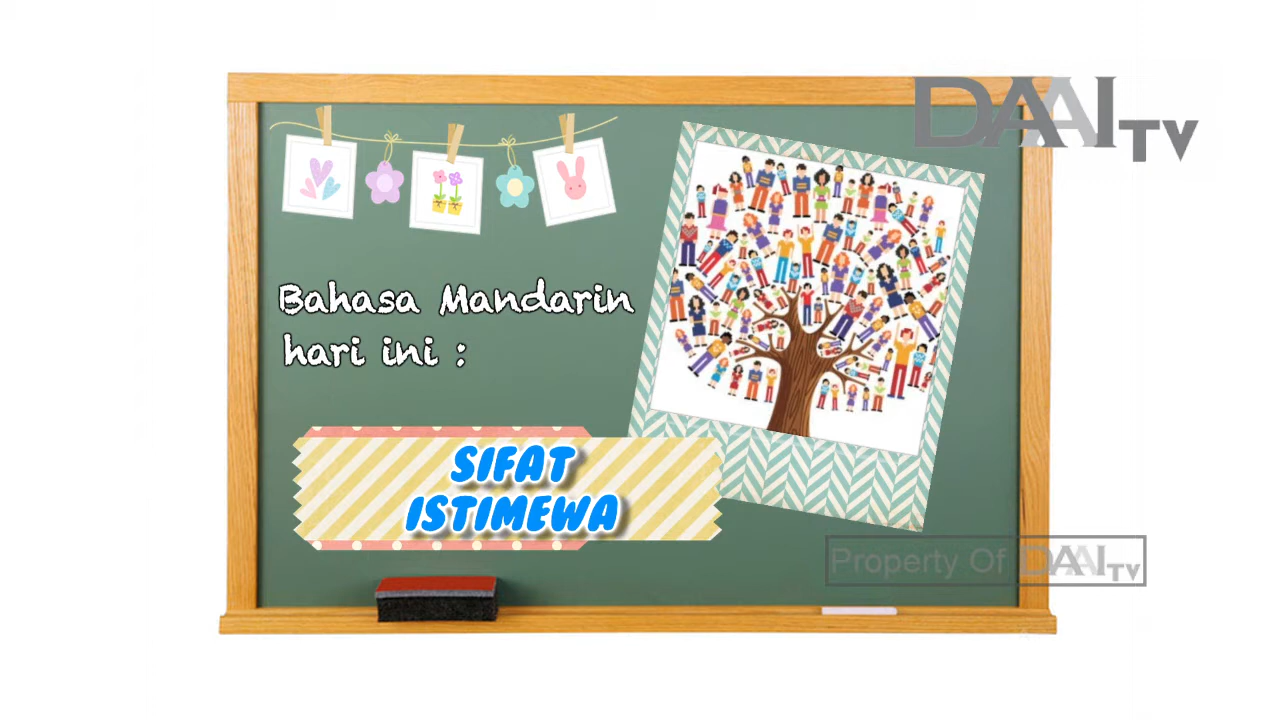 DAAI TV
Bahasa Mandarin
hari ini :
SIFAT
ISTIMEWA
Property Of DAAI TV